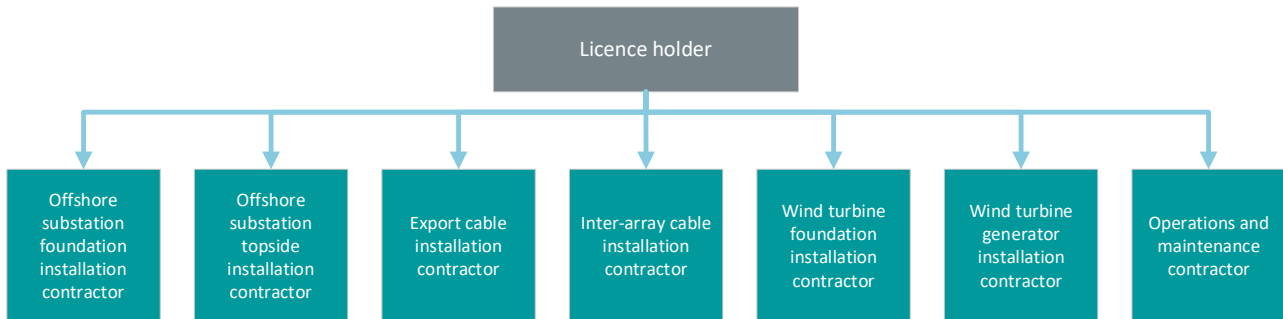 Licence holder
Offshore
substation
foundation
installation
contractor
Offshore
substation
topside
installation
contractor
Export cable
installation
contractor
Inter-array cable
installation
contractor
Wind turbine
foundation
installation
contractor
Wind turbine
generator
installation
contractor
Operations and
maintenance
contractor